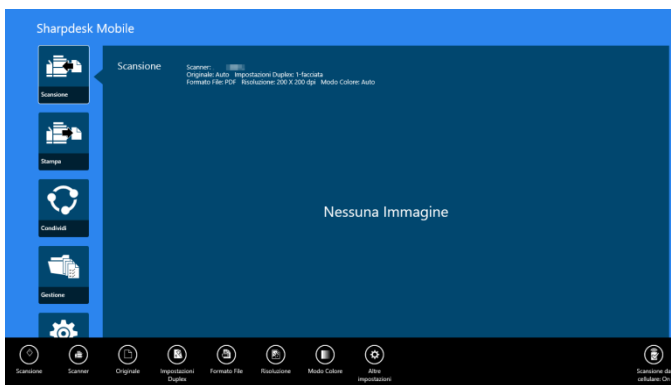 Sharpdesk Mobile
Scansione
Scansione
Scanner:
Originale: Auto Impostazioni Duplex: 1-facciata
Formato File: PDF Risoluzione: 200 X 200 dpi Modo Colore: Auto
Stampa
Condividi
Nessuna Immagine
Gestione
Scansione
Scanner
Originale
Impostazioni
Duplex
Formato File
Risoluzione
Modo Colore
Altre
impostazioni
Scansione da
cellulare: On